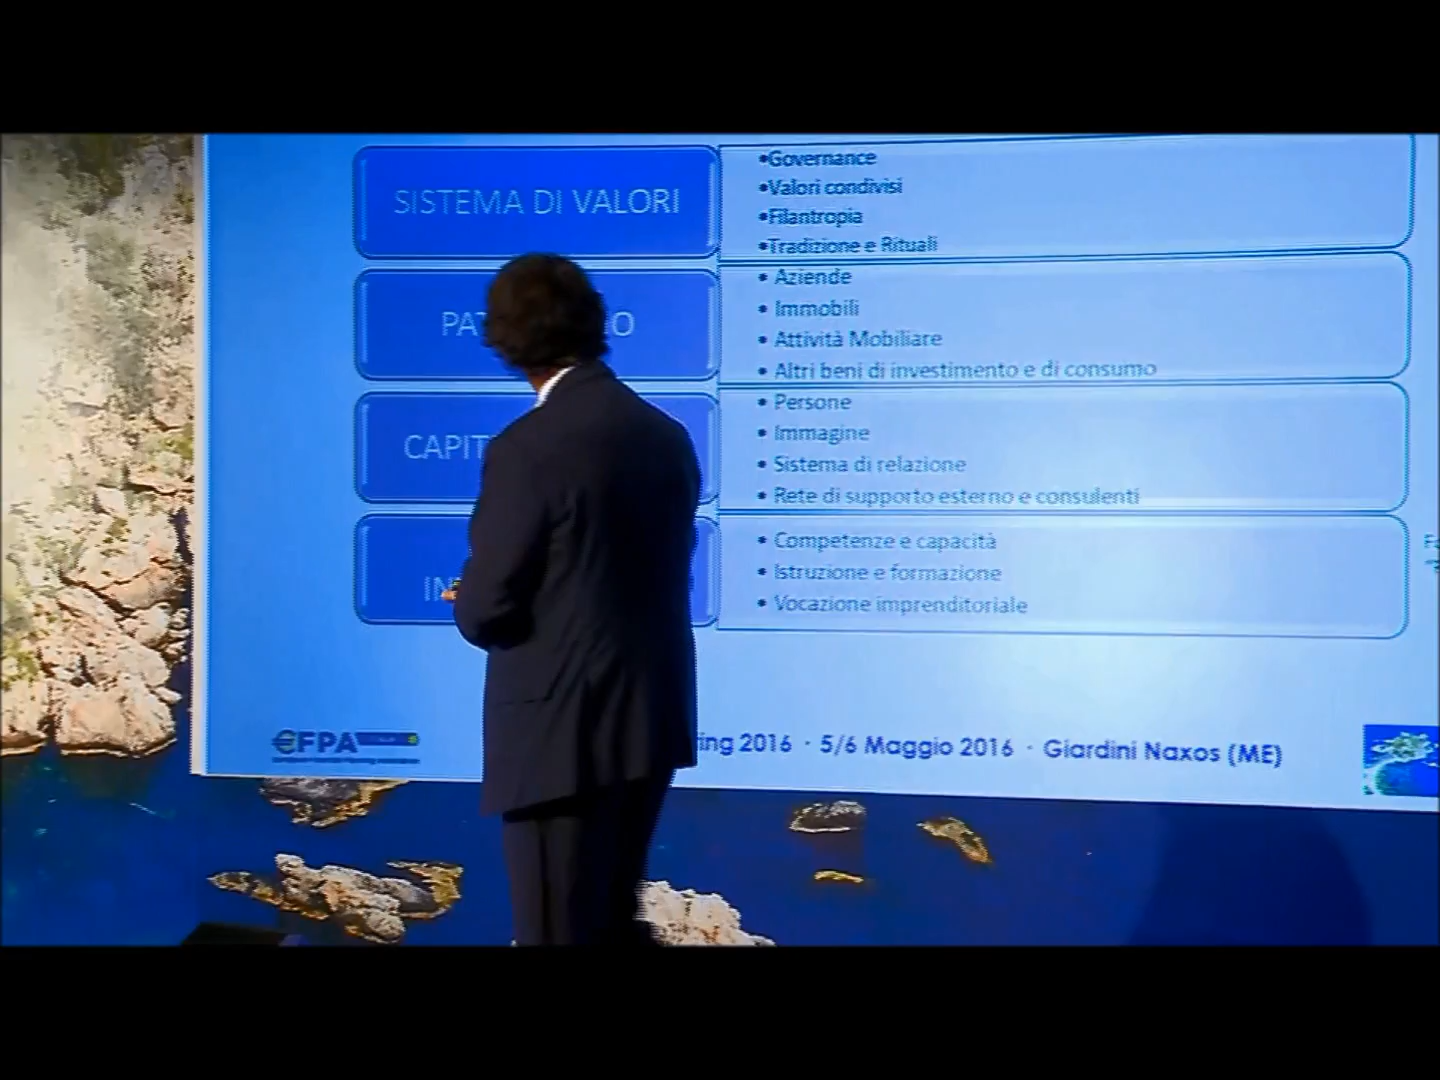 SISTEMA DI VALORI
•Governance
•Valori condivisi
•Filantropia
•Tradizione e Rituali
• Aziende
• Immobili
• Attività Mobiliare
• Altri beni di investimento e di consumo
• Persone
• Immagine
• Sistema di relazione
• Rete di supporto esterno e consulenti
• Competenze e capacità
• Istruzione e formazione
• Vocazione imprenditoriale
€FPA
2016 · 5/6 Maggio 2016 · Giardini Naxos (ME)